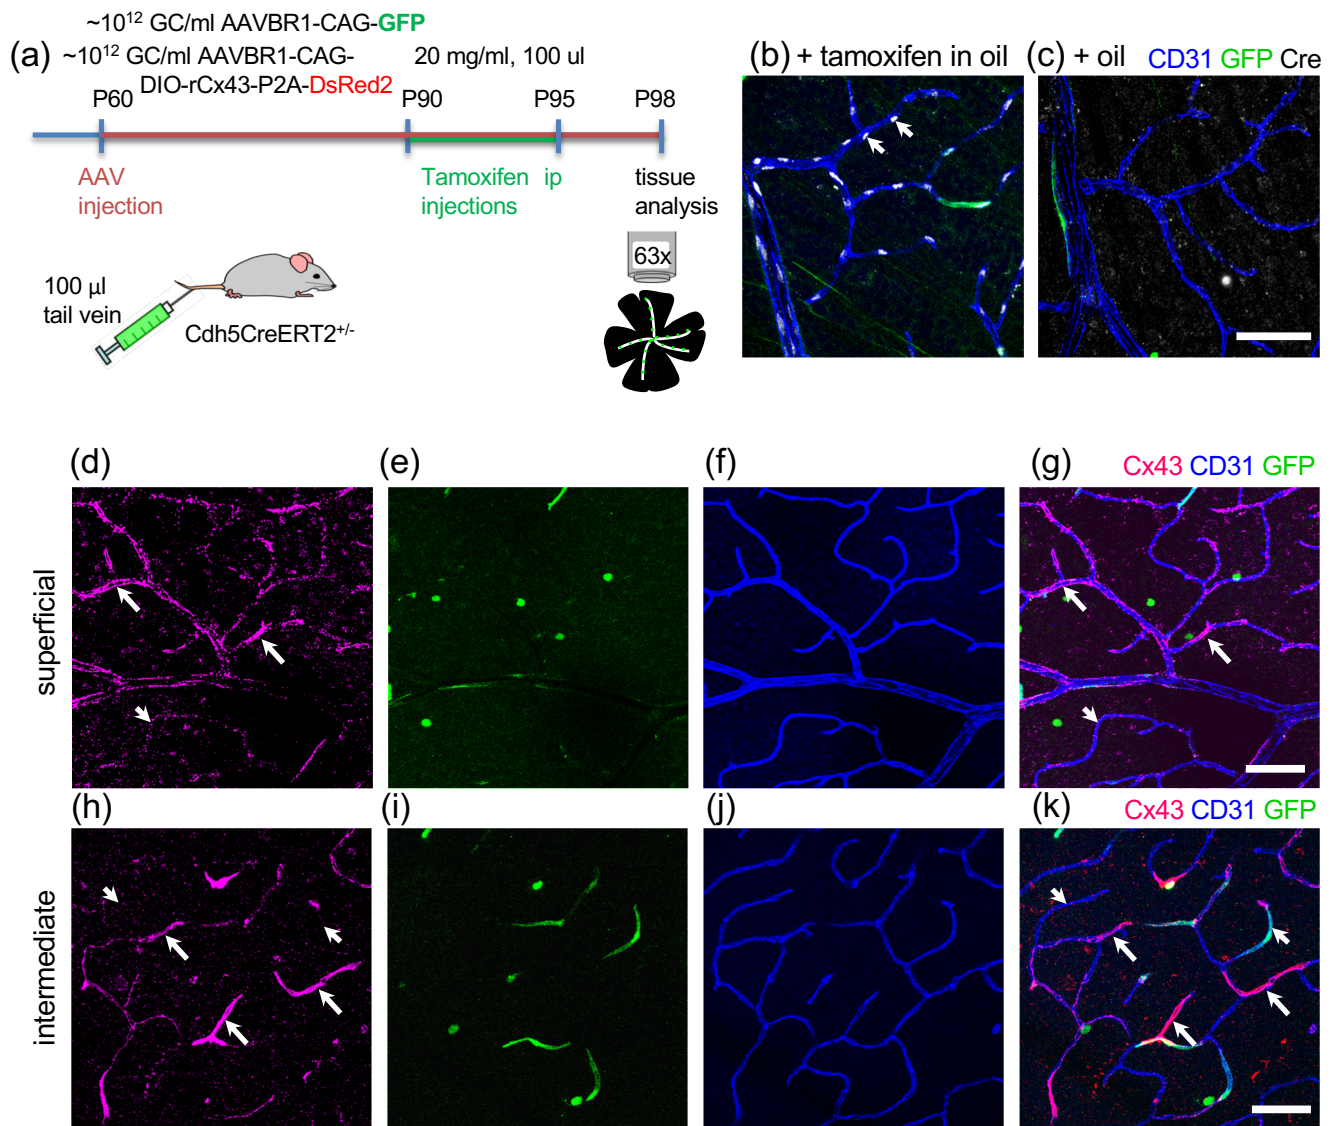 ~10¹² GC/ml AAVBR1-CAG-GFP
(a) ~10¹² GC/ml AAVBR1-CAG-
DIO-rCx43-P2A-DsRed2
20 mg/ml, 100 ul
P60 P90 P95 P98
AAV
injection
Tamoxifen ip
injections
tissue
analysis
100 µl
tail vein
Cdh5CreERT2⁺/⁻
63x
(b) + tamoxifen in oil
(c) + oil CD31 GFP Cre
(d) (e) (f) (g) Cx43 CD31 GFP
superficial
(h) (i) (j) (k) Cx43 CD31 GFP
intermediate